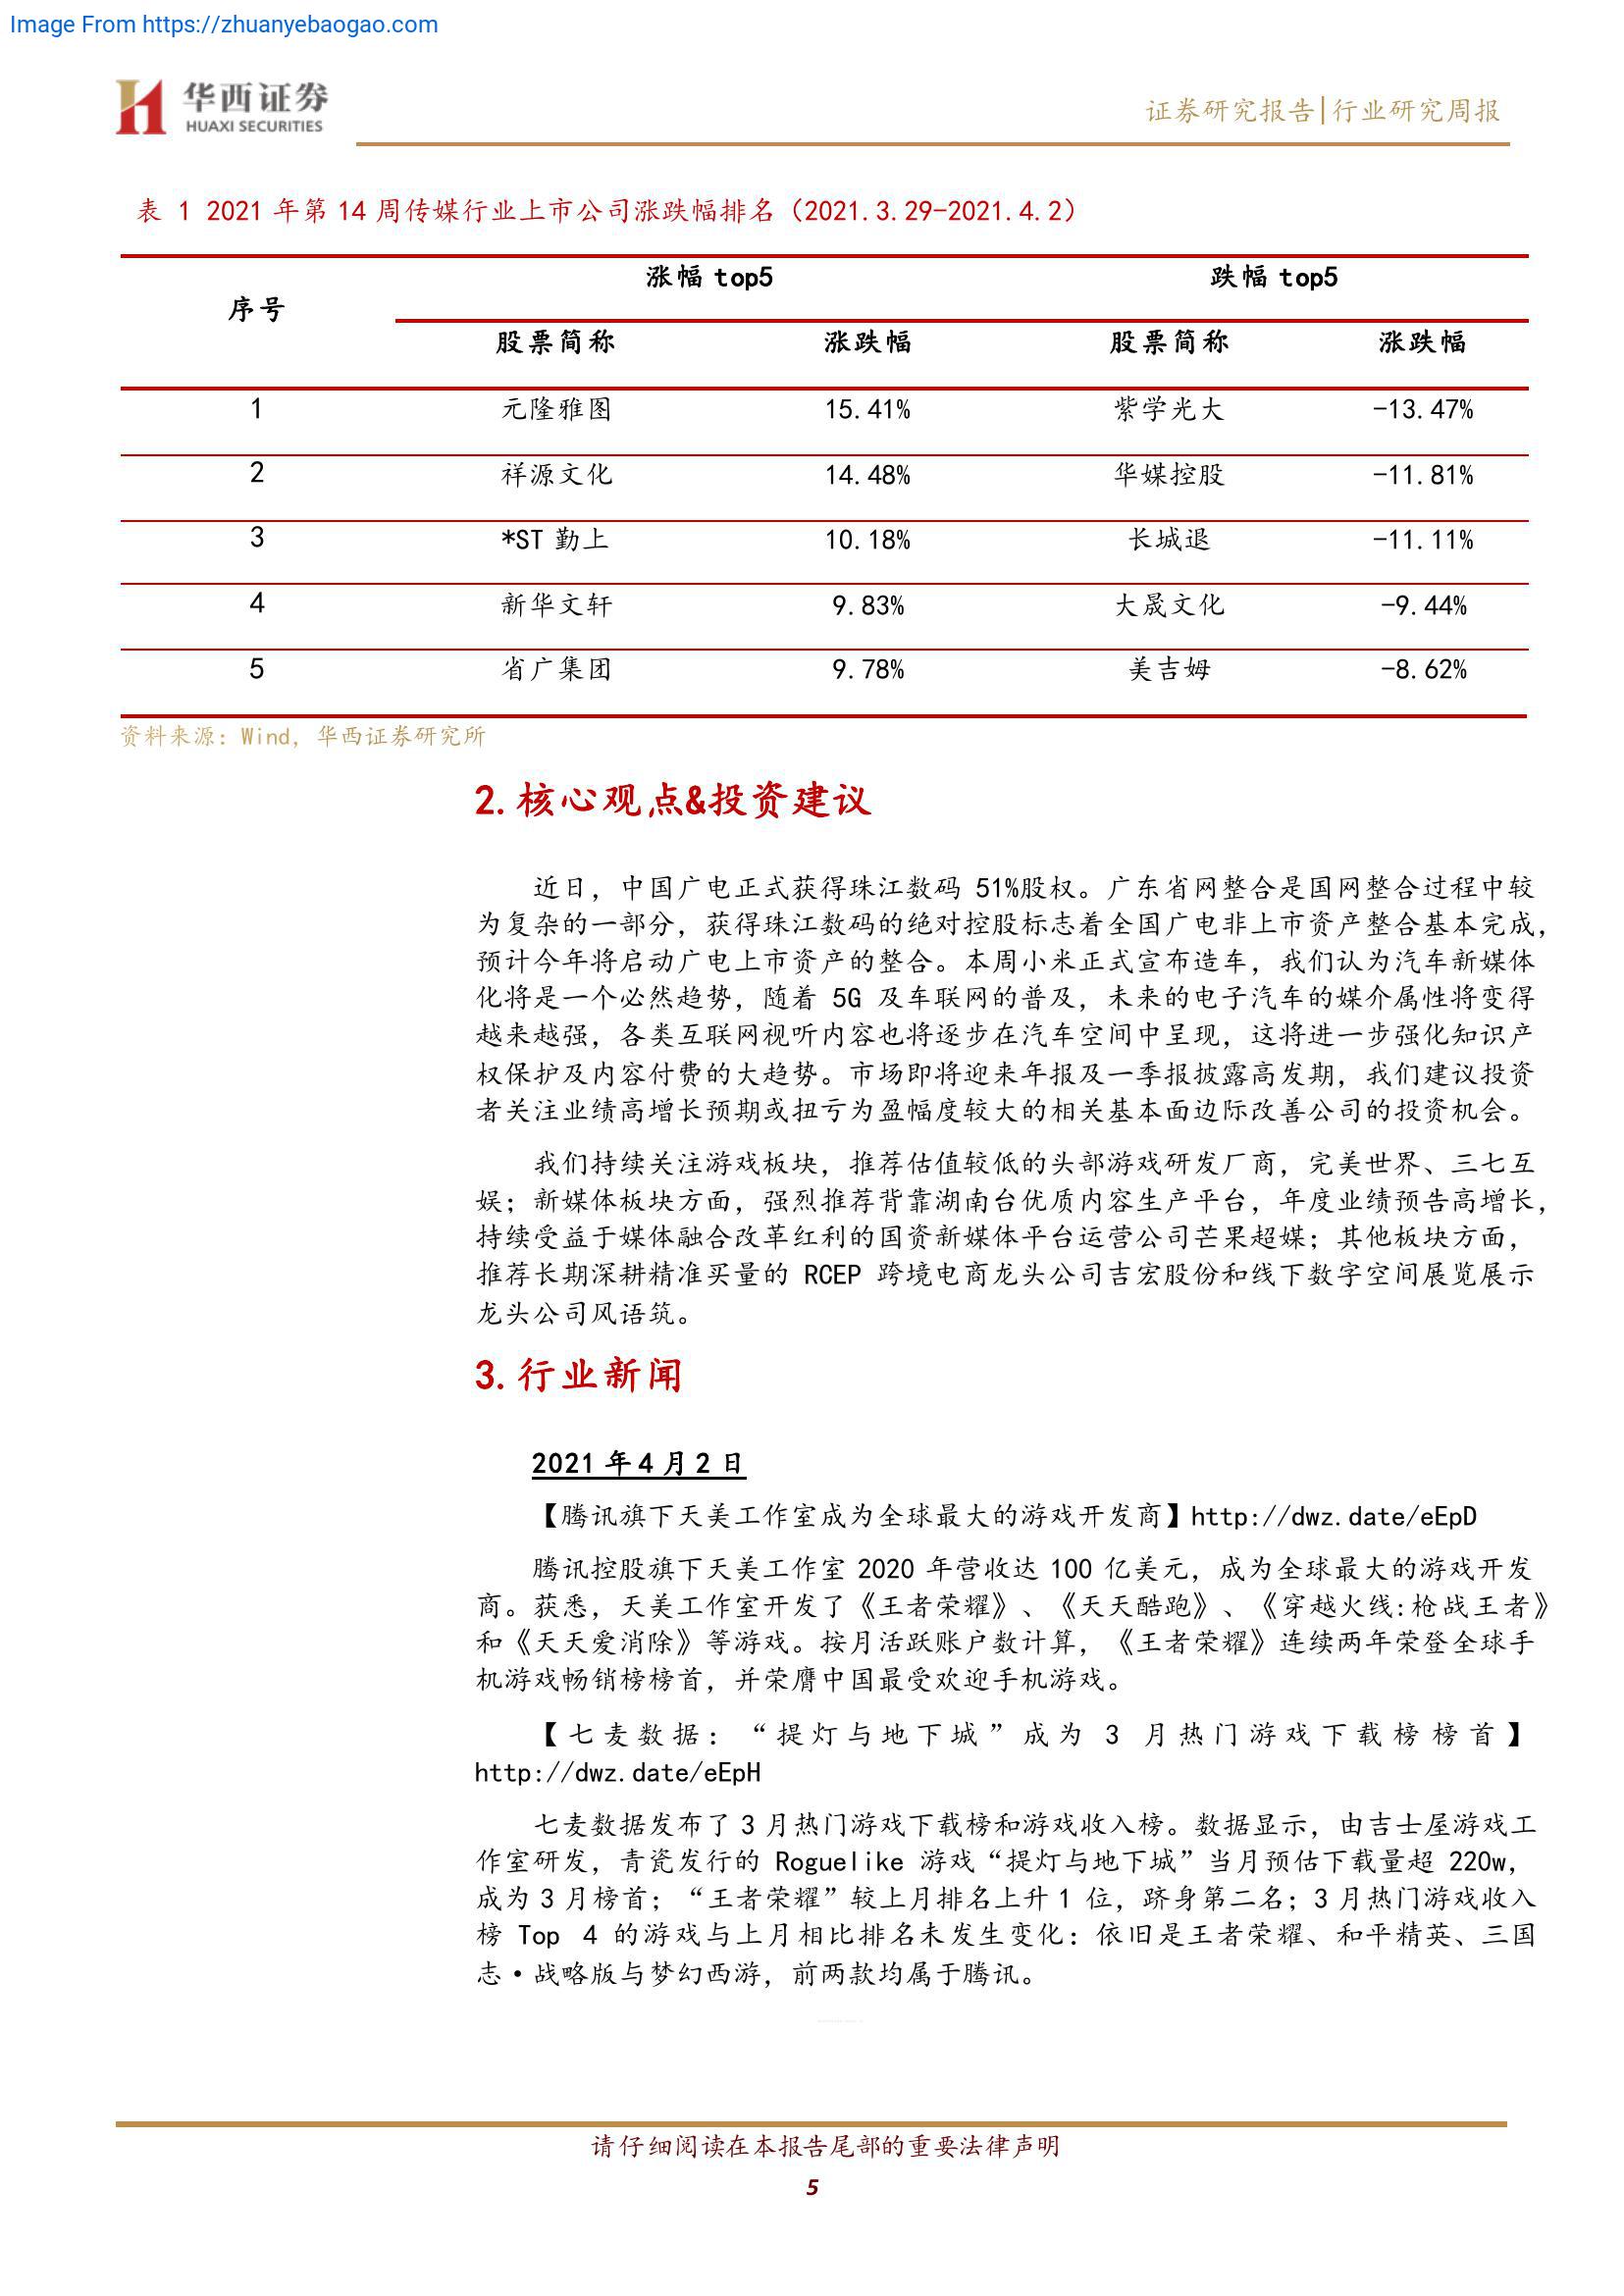 Image From https://zhuanyebaogao.com
华西证券
HUAXI SECURITIES
证券研究报告|行业研究周报
表 1 2021 年第 14 周传媒行业上市公司涨跌幅排名（2021.3.29-2021.4.2）
序号 涨幅 top5 跌幅 top5
股票简称 涨跌幅 股票简称 涨跌幅
1 元隆雅图 15.41% 紫学光大 -13.47%
2 祥源文化 14.48% 华媒控股 -11.81%
3 *ST 勤上 10.18% 长城退 -11.11%
4 新华文轩 9.83% 大晟文化 -9.44%
5 省广集团 9.78% 美吉姆 -8.62%
资料来源：Wind，华西证券研究所
2.核心观点&投资建议
近日，中国广电正式获得珠江数码 51%股权。广东省网整合是国网整合过程中较
为复杂的一部分，获得珠江数码的绝对控股标志着全国广电非上市资产整合基本完成，
预计今年将启动广电上市资产的整合。本周小米正式宣布造车，我们认为汽车新媒体
化将是一个必然趋势，随着 5G 及车联网的普及，未来的电子汽车的媒介属性将变得
越来越强，各类互联网视听内容也将逐步在汽车空间中呈现，这将进一步强化知识产
权保护及内容付费的大趋势。市场即将迎来年报及一季报披露高发期，我们建议投资
者关注业绩高增长预期或扭亏为盈幅度较大的相关基本面边际改善公司的投资机会。
我们持续关注游戏板块，推荐估值较低的头部游戏研发厂商，完美世界、三七互
娱；新媒体板块方面，强烈推荐背靠湖南台优质内容生产平台，年度业绩预告高增长，
持续受益于媒体融合改革红利的国资新媒体平台运营公司芒果超媒；其他板块方面，
推荐长期深耕精准买量的 RCEP 跨境电商龙头公司吉宏股份和线下数字空间展览展示
龙头公司风语筑。
3.行业新闻
2021 年 4 月 2 日
【腾讯旗下天美工作室成为全球最大的游戏开发商】http://dwz.date/eEpD
腾讯控股旗下天美工作室 2020 年营收达 100 亿美元，成为全球最大的游戏开发
商。获悉，天美工作室开发了《王者荣耀》、《天天酷跑》、《穿越火线:枪战王者》
和《天天爱消除》等游戏。按月活跃账户数计算，《王者荣耀》连续两年荣登全球手
机游戏畅销榜榜首，并荣膺中国最受欢迎手机游戏。
【七麦数据：“提灯与地下城”成为 3 月热门游戏下载榜榜首】
http://dwz.date/eEpH
七麦数据发布了 3 月热门游戏下载榜和游戏收入榜。数据显示，由吉士屋游戏工
作室研发，青瓷发行的 Roguelike 游戏“提灯与地下城”当月预估下载量超 220w，
成为 3 月榜首；“王者荣耀”较上月排名上升 1 位，跻身第二名；3 月热门游戏收入
榜 Top 4 的游戏与上月相比排名未发生变化：依旧是王者荣耀、和平精英、三国
志·战略版与梦幻西游，前两款均属于腾讯。
请仔细阅读在本报告尾部的重要法律声明
5